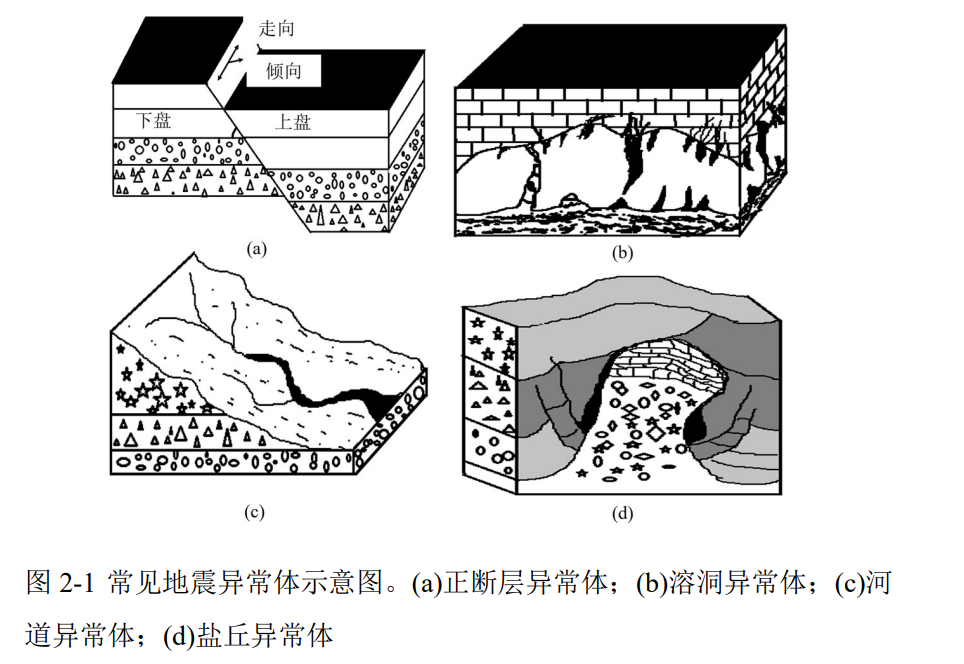 走向
倾向
下盘
上盘
(a)
(b)
(c)
(d)
图 2-1 常见地震异常体示意图。(a)正断层异常体；(b)溶洞异常体；(c)河
道异常体；(d)盐丘异常体